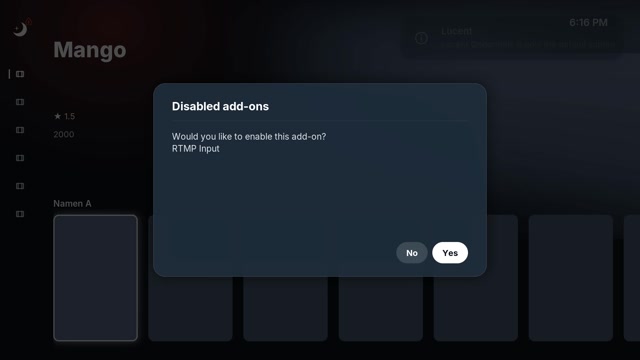 6:16 PM
Mango
Lucent
★ 1.5
2000
Disabled add-ons
Would you like to enable this add-on?
RTMP Input
Namen A
No
Yes